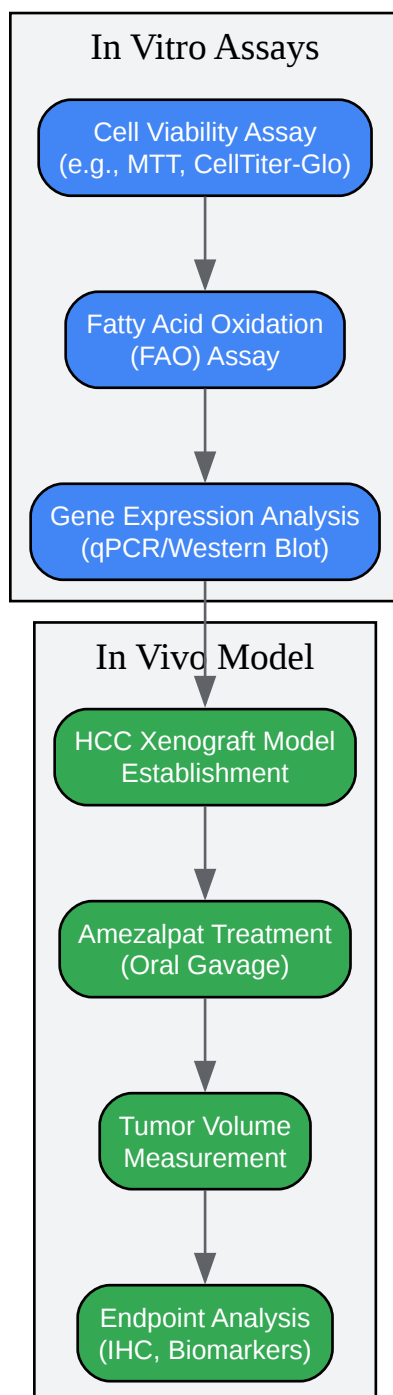 In Vitro Assays
Cell Viability Assay
(e.g., MTT, CellTiter-Glo)
Fatty Acid Oxidation
(FAO) Assay
Gene Expression Analysis
(qPCR/Western Blot)
In Vivo Model
HCC Xenograft Model
Establishment
Amezalpat Treatment
(Oral Gavage)
Tumor Volume
Measurement
Endpoint Analysis
(IHC, Biomarkers)